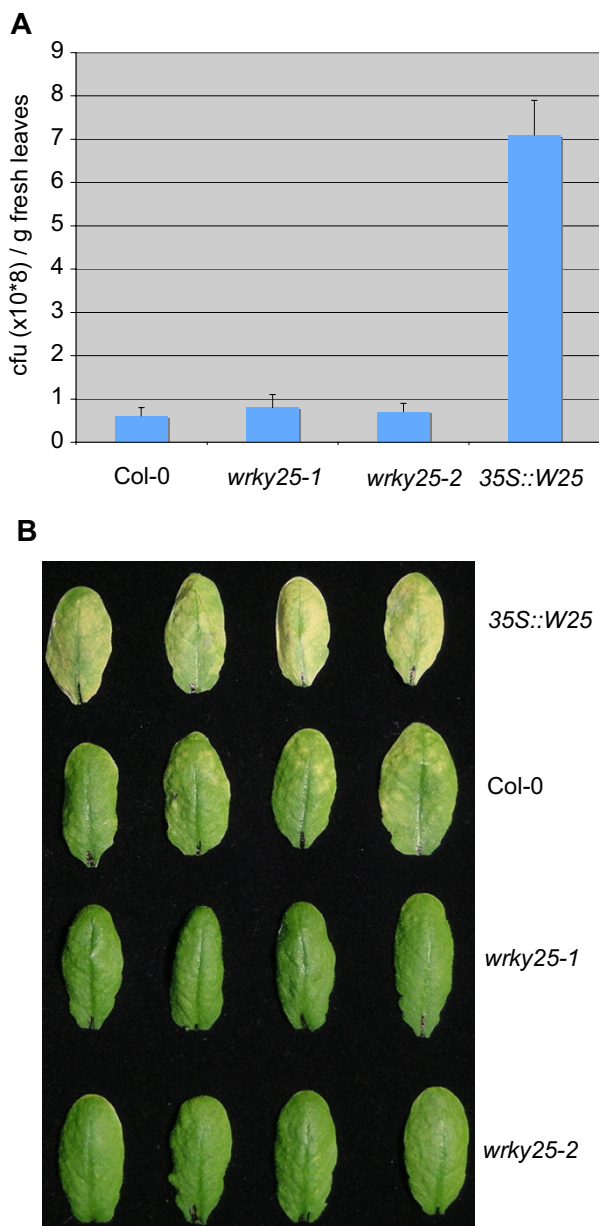 A
cfu (x10*8) / g fresh leaves
9
8
7
6
5
4
3
2
1
0
Col-0 wrky25-1 wrky25-2 35S::W25
B
35S::W25
Col-0
wrky25-1
wrky25-2